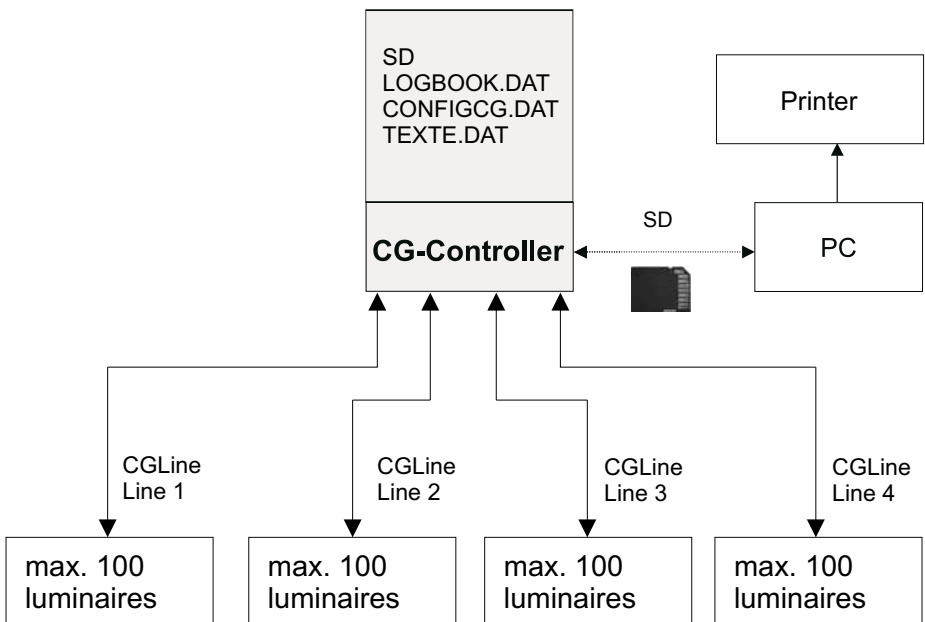 SD
LOGBOOK.DAT
CONFIGCG.DAT
TEXTE.DAT
Printer
CG-Controller
SD
PC
CGLine
Line 1
CGLine
Line 2
CGLine
Line 3
CGLine
Line 4
max. 100
luminaires
max. 100
luminaires
max. 100
luminaires
max. 100
luminaires